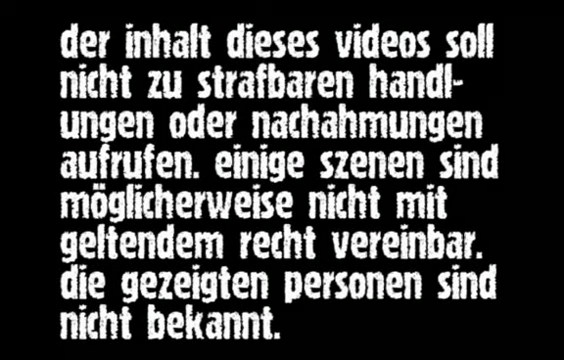 der inhalt dieses videos soll
nicht zu strafbaren handl-
ungen oder nachahmungen
aufrufen. einige szenen sind
möglicherweise nicht mit
geltendem recht vereinbar.
die gezeigten personen sind
nicht bekannt.